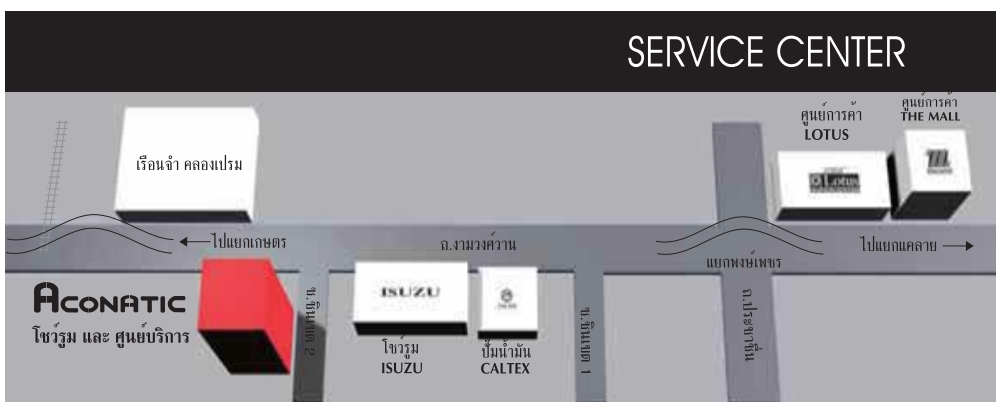 SERVICE CENTER
ศูนย์การค้า
THE MALL
ศูนย์การค้า
LOTUS
เรือนจำ คลองเปรม
Lotus
ไปแยกเกษตร
ถ.งามวงศ์วาน
ไปแยกแคลาย
แยกพงษ์เพชร
ACONATIC
โชว์รูม และ ศูนย์บริการ
ซ.ชินเขต 2
ISUZU
โชว์รูม
ISUZU
ปั้มน้ำมัน
CALTEX
ซ.ชินเขต 1
ถ.ประชาชื่น